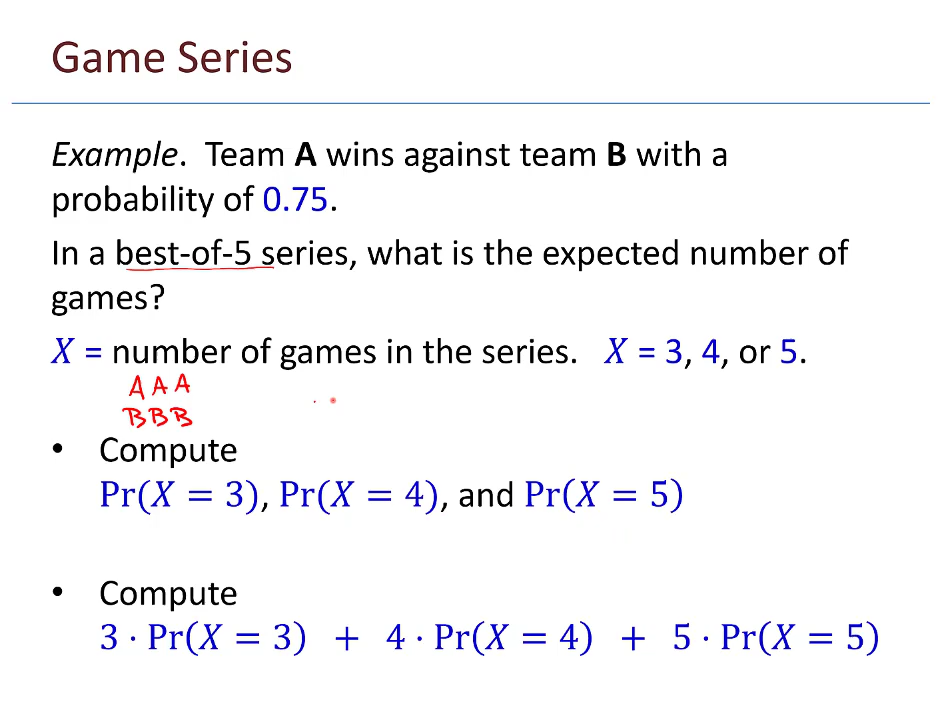 Game Series
Example. Team A wins against team B with a
probability of 0.75.
In a best-of-5 series, what is the expected number of
games?
X = number of games in the series. X = 3, 4, or 5.
A A A
B B B
• Compute
Pr(X = 3), Pr(X = 4), and Pr(X = 5)
• Compute
3 · Pr(X = 3) + 4 · Pr(X = 4) + 5 · Pr(X = 5)